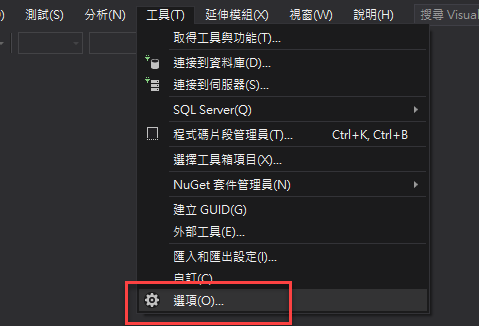 )
測試(S)
分析(N)
工具(T)
延伸模組(X)
視窗(W)
說明(H)
搜尋 Visual
取得工具與功能(T)...
連接到資料庫(D)...
連接到伺服器(S)...
SQL Server(Q)
程式碼片段管理員(T)... Ctrl+K, Ctrl+B
選擇工具箱項目(X)...
NuGet 套件管理員(N)
建立 GUID(G)
外部工具(E)...
匯入和匯出設定(I)...
自訂(C)...
選項(O)...